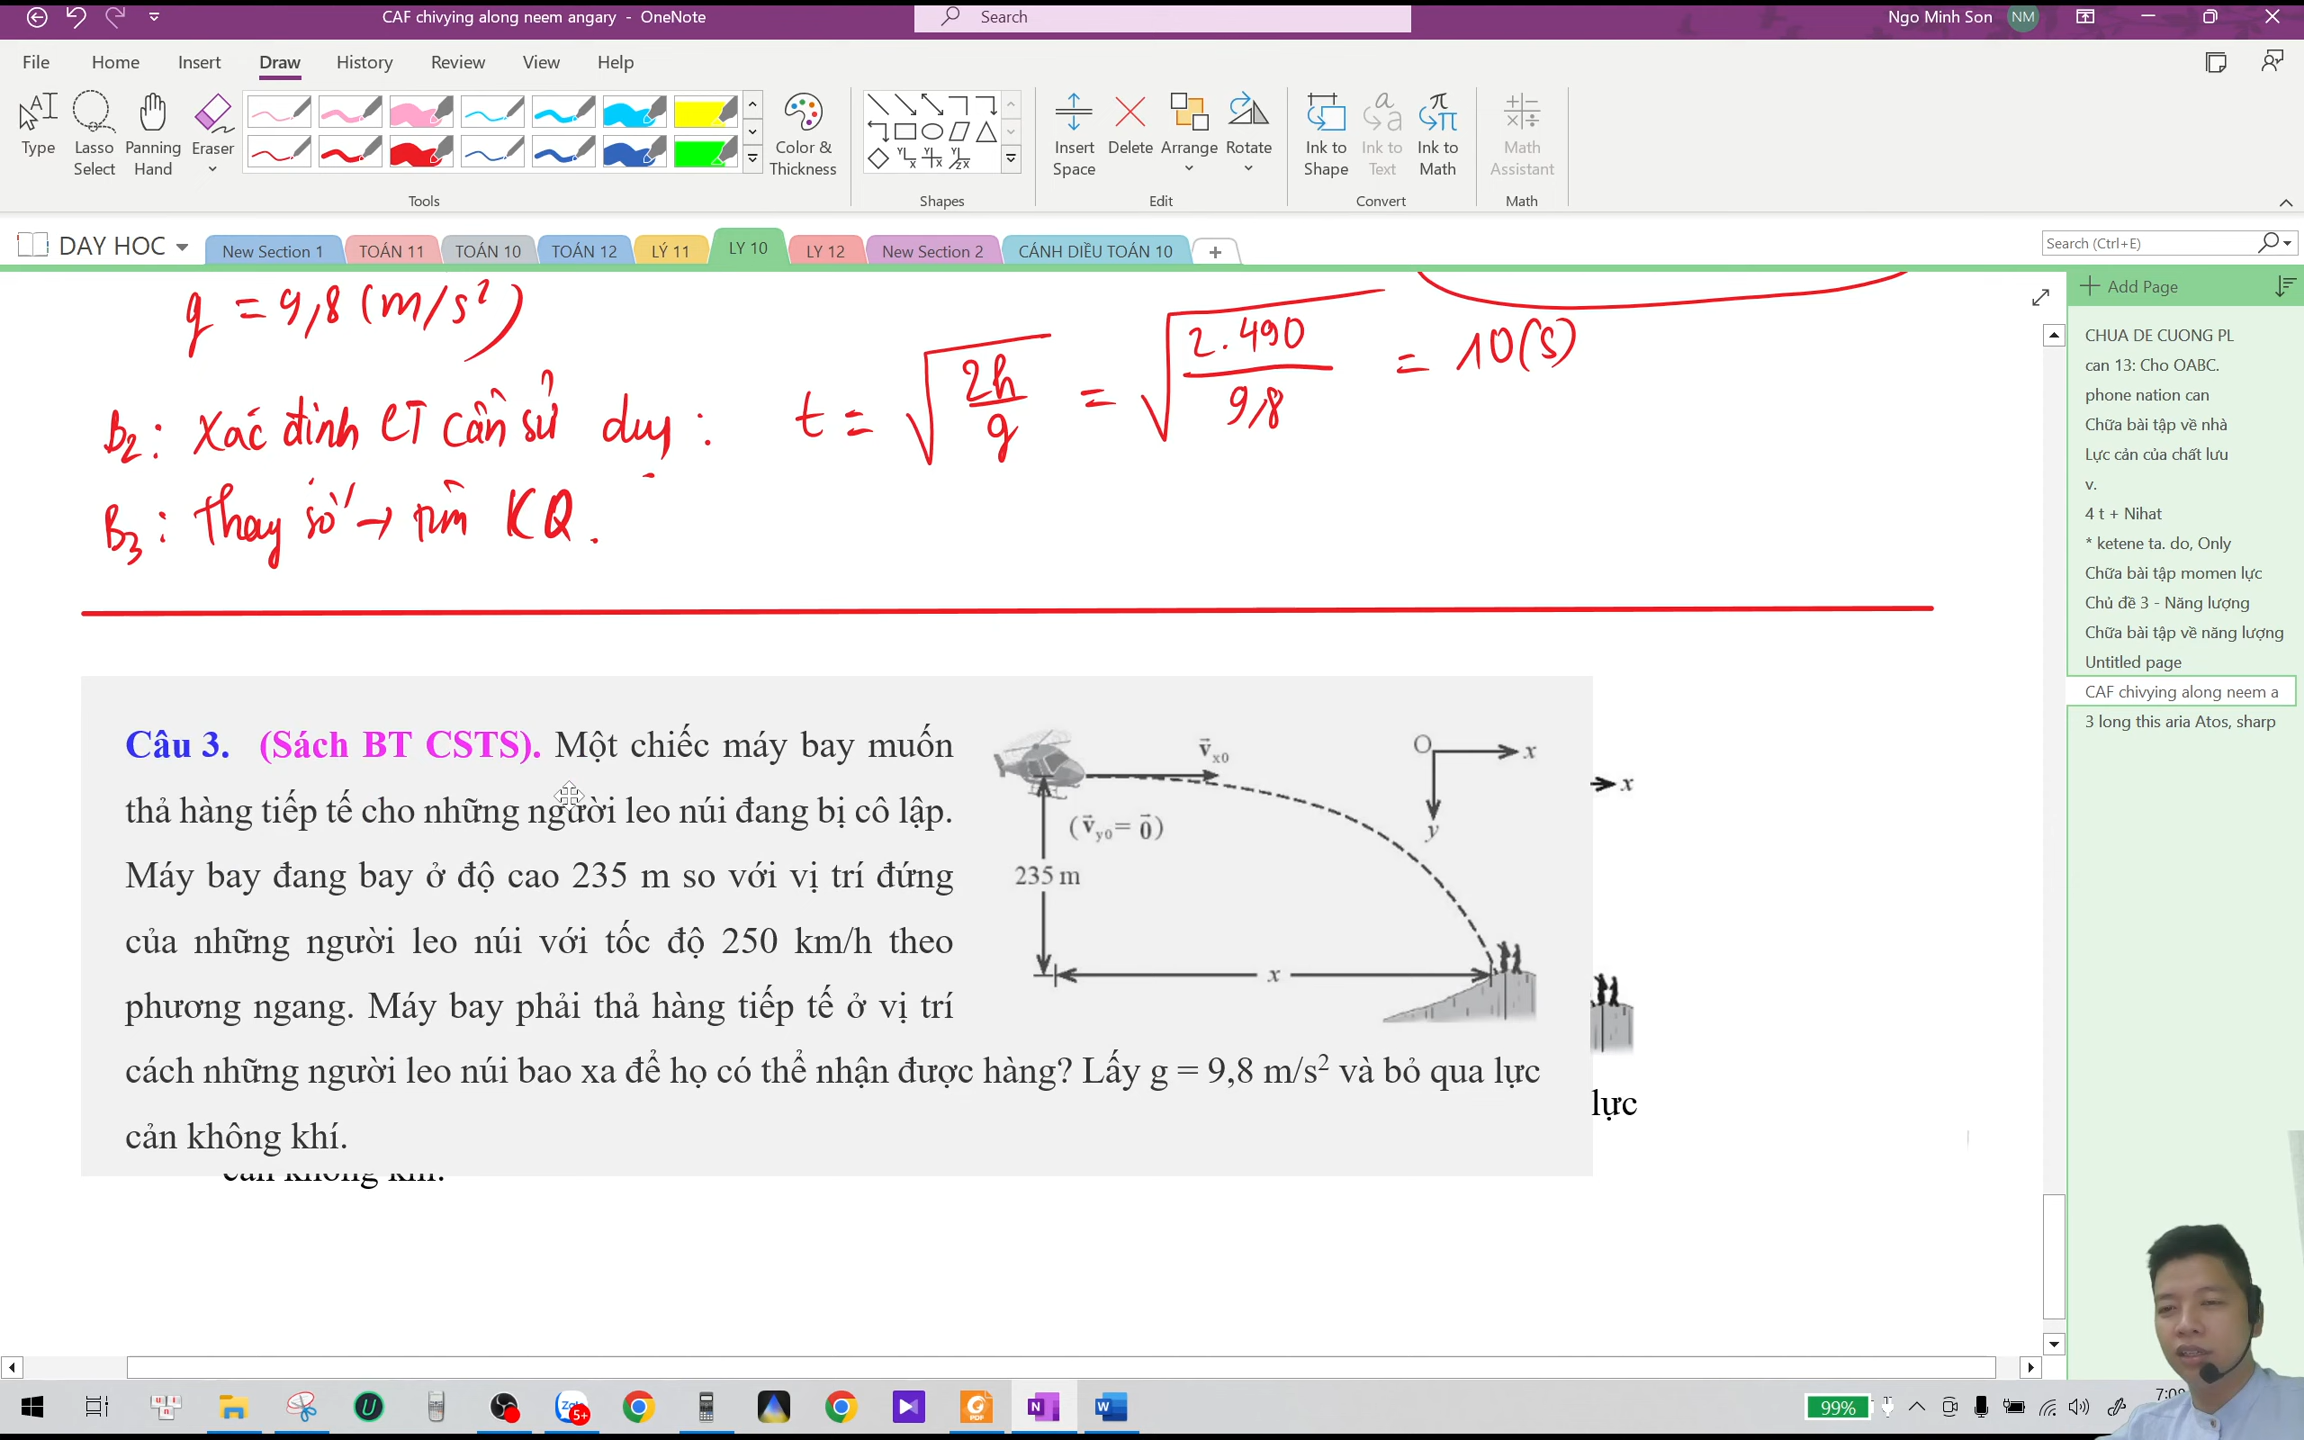 CAF chivying along neem angary - OneNote
Search
Ngo Minh Son NM
File Home Insert Draw History Review View Help
Type
Lasso Select
Panning Hand
Eraser
Color & Thickness
Insert Space
Delete
Arrange
Rotate
Ink to Shape
Ink to Text
Ink to Math
Math Assistant
Tools Shapes Edit Convert Math
DAY HOC New Section 1 TOÁN 11 TOÁN 10 TOÁN 12 LÝ 11 LY 10 LY 12 New Section 2 CÁNH DIỀU TOÁN 10 +
Search (Ctrl+E)
Add Page
CHUA DE CUONG PL
can 13: Cho OABC.
phone nation can
Chữa bài tập về nhà
Lực cản của chất lưu
v.
4 t + Nihat
* ketene ta. do, Only
Chữa bài tập momen lực
Chủ đề 3 - Năng lượng
Chữa bài tập về năng lượng
Untitled page
CAF chivying along neem a
3 long this aria Atos, sharp
g = 9,8 (m/s²)
B2: Xác định CT cần sử dụng: t = √(2h/g) = √(2.490/9,8) = 10(s)
B3: thay số → tìm KQ.
Câu 3. (Sách BT CSTS). Một chiếc máy bay muốn
thả hàng tiếp tế cho những người leo núi đang bị cô lập.
Máy bay đang bay ở độ cao 235 m so với vị trí đứng
của những người leo núi với tốc độ 250 km/h theo
phương ngang. Máy bay phải thả hàng tiếp tế ở vị trí
cách những người leo núi bao xa để họ có thể nhận được hàng? Lấy g = 9,8 m/s² và bỏ qua lực
cản không khí.
v⃗x0
O x
y
(v⃗y0 = 0⃗)
235 m
x
x
lực
cản không khí.
99%